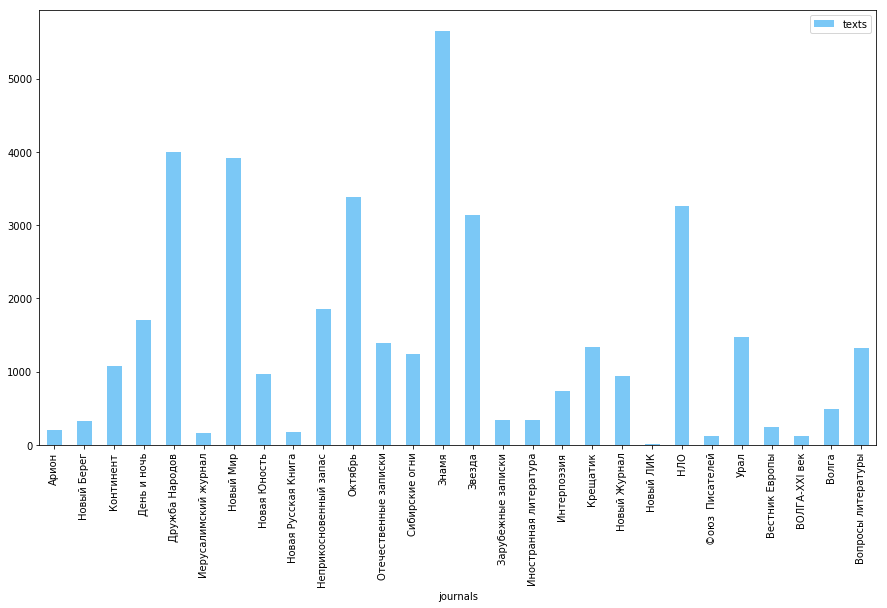 texts
5000
4000
3000
2000
1000
0
Арион
Новый Берег
Континент
День и ночь
Дружба Народов
Иерусалимский журнал
Новый Мир
Новая Юность
Новая Русская Книга
Неприкосновенный запас
Октябрь
Отечественные записки
Сибирские огни
Знамя
Звезда
Зарубежные записки
Иностранная литература
Интерпоэзия
Крещатик
Новый Журнал
Новый ЛИК
НЛО
©оюз Писателей
Урал
Вестник Европы
ВОЛГА-XXI век
Волга
Вопросы литературы
journals